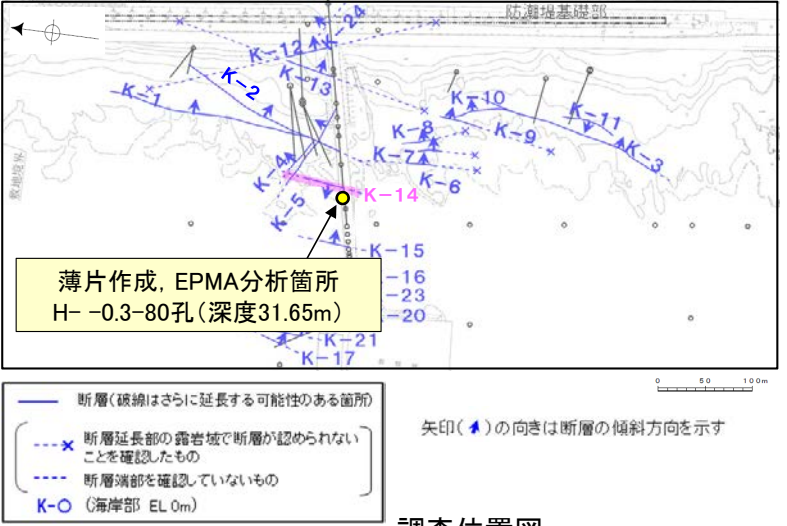 防潮堤基礎部
K-24
K-12
K-13
K-2
K-1
K-10
K-11
K-8
K-9
K-7
K-3
K-4
K-6
K-14
K-5
敷地境界
K-15
-16
-23
-20
K-21
K-17
薄片作成, EPMA分析箇所
H- -0.3-80孔(深度31.65m)
0 50 100m
断層(破線はさらに延長する可能性のある箇所)
断層延長部の露岩域で断層が認められない
ことを確認したもの
断層端部を確認していないもの
K-○ (海岸部 EL 0m)
矢印( )の向きは断層の傾斜方向を示す
調査位置図